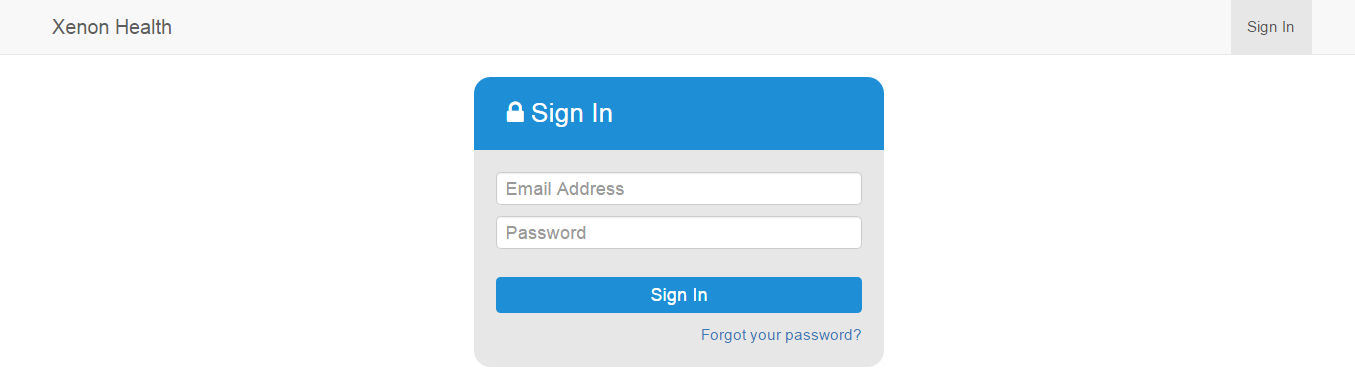 Xenon Health
Sign In
Sign In
Email Address
Password
Sign In
Forgot your password?